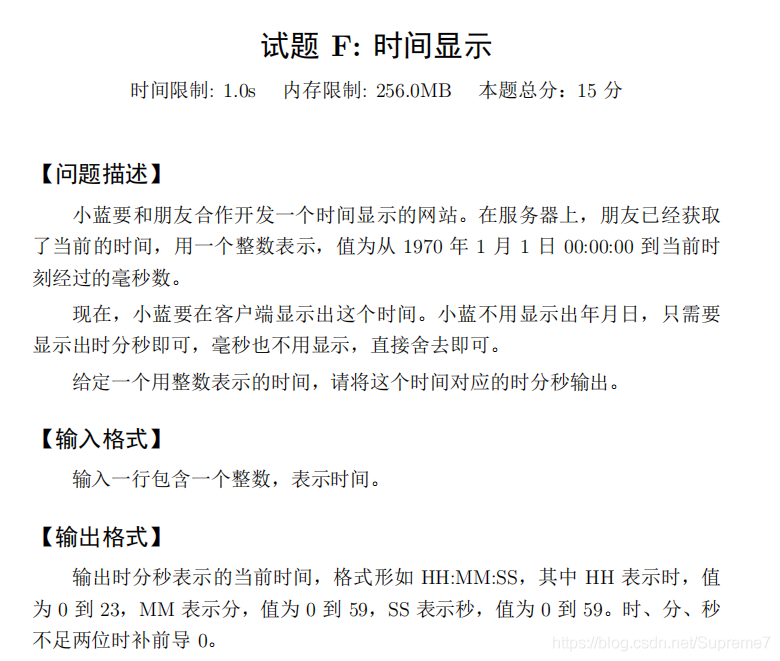 试题 F: 时间显示
时间限制: 1.0s 内存限制: 256.0MB 本题总分：15 分
【问题描述】
小蓝要和朋友合作开发一个时间显示的网站。在服务器上，朋友已经获取
了当前的时间，用一个整数表示，值为从 1970 年 1 月 1 日 00:00:00 到当前时
刻经过的毫秒数。
现在，小蓝要在客户端显示出这个时间。小蓝不用显示出年月日，只需要
显示出时分秒即可，毫秒也不用显示，直接舍去即可。
给定一个用整数表示的时间，请将这个时间对应的时分秒输出。
【输入格式】
输入一行包含一个整数，表示时间。
【输出格式】
输出时分秒表示的当前时间，格式形如 HH:MM:SS，其中 HH 表示时，值
为 0 到 23，MM 表示分，值为 0 到 59，SS 表示秒，值为 0 到 59。时、分、秒
不足两位时补前导 0。
https://blog.csdn.net/Supreme7